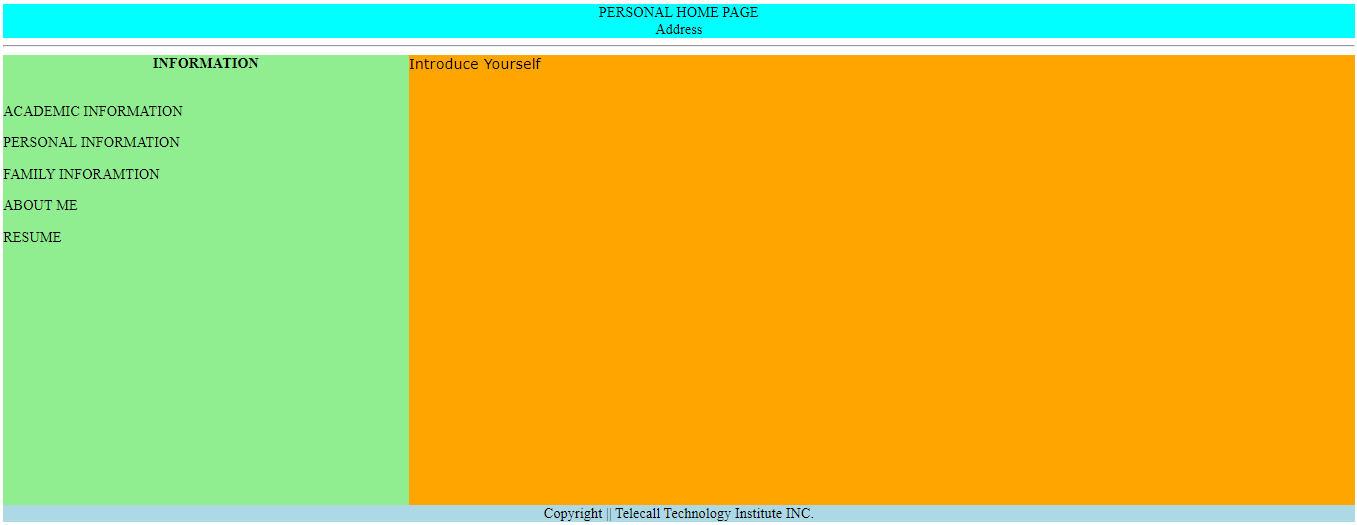 PERSONAL HOME PAGE
Address
INFORMATION
ACADEMIC INFORMATION
PERSONAL INFORMATION
FAMILY INFORAMTION
ABOUT ME
RESUME
Introduce Yourself
Copyright || Telecall Technology Institute INC.